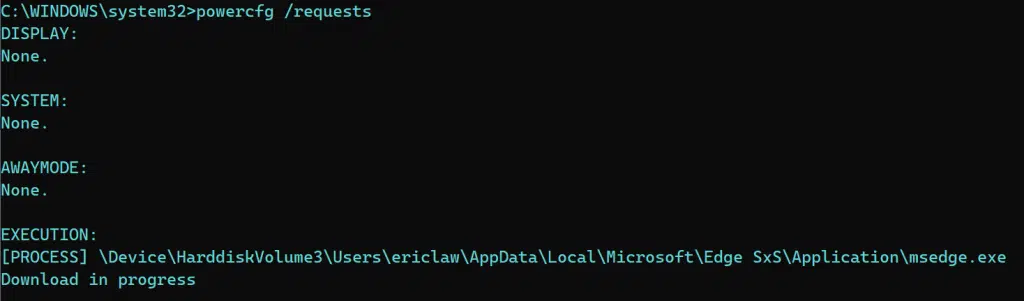 C:\WINDOWS\system32>powercfg /requests
DISPLAY:
None.
SYSTEM:
None.
AWAYMODE:
None.
EXECUTION:
[PROCESS] \Device\HarddiskVolume3\Users\ericlaw\AppData\Local\Microsoft\Edge SxS\Application\msedge.exe
Download in progress